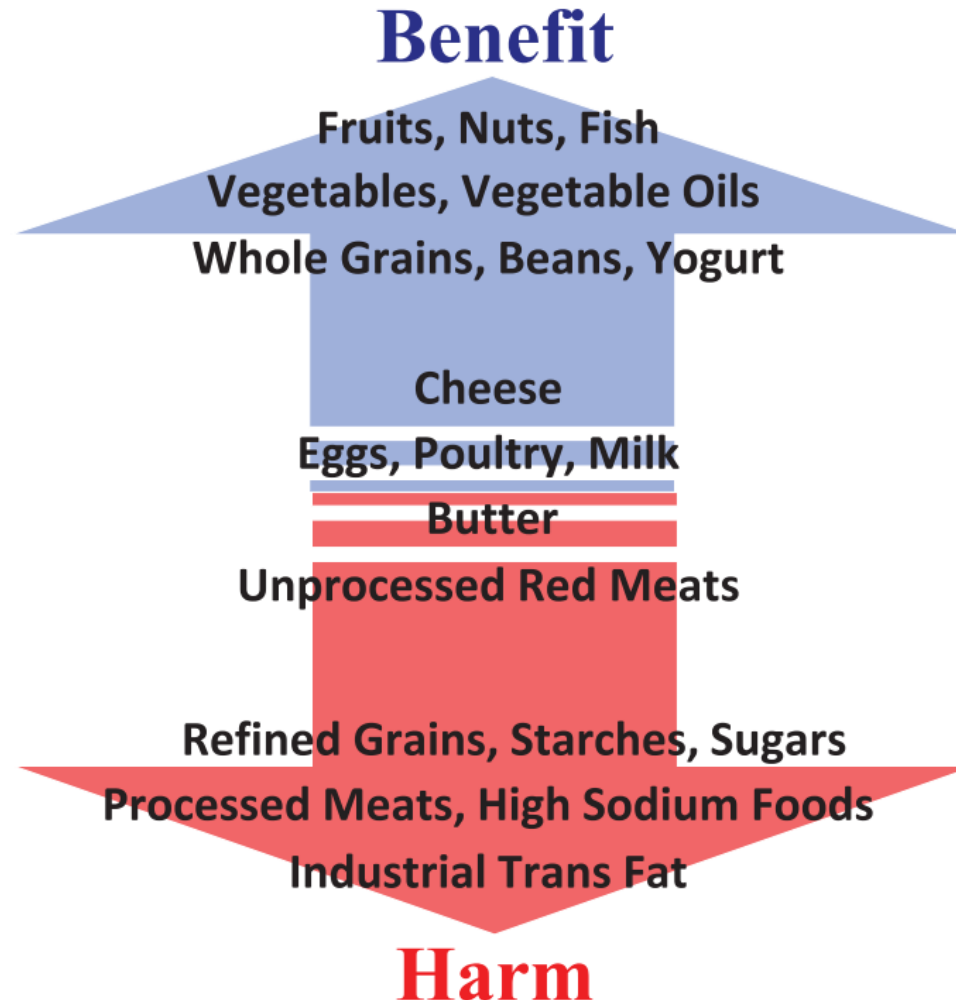 Benefit
Fruits, Nuts, Fish
Vegetables, Vegetable Oils
Whole Grains, Beans, Yogurt
Cheese
Eggs, Poultry, Milk
Butter
Unprocessed Red Meats
Refined Grains, Starches, Sugars
Processed Meats, High Sodium Foods
Industrial Trans Fat
Harm